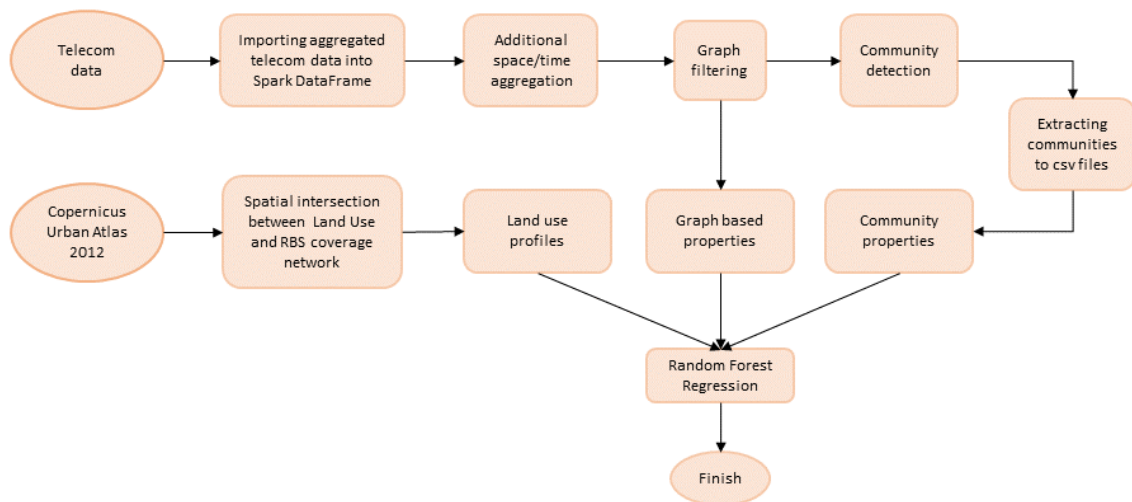 Telecom
data
Importing aggregated
telecom data into
Spark DataFrame
Additional
space/time
aggregation
Graph
filtering
Community
detection
Extracting
communities
to csv files
Copernicus
Urban Atlas
2012
Spatial intersection
between Land Use
and RBS coverage
network
Land use
profiles
Graph based
properties
Community
properties
Random Forest
Regression
Finish